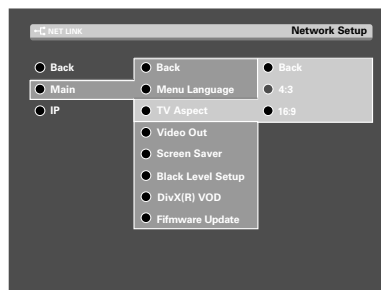 NET LINK
Network Setup
Back
Main
IP
Back
Menu Language
TV Aspect
Video Out
Screen Saver
Black Level Setup
DivX(R) VOD
Fifmware Update
Back
4:3
16:9